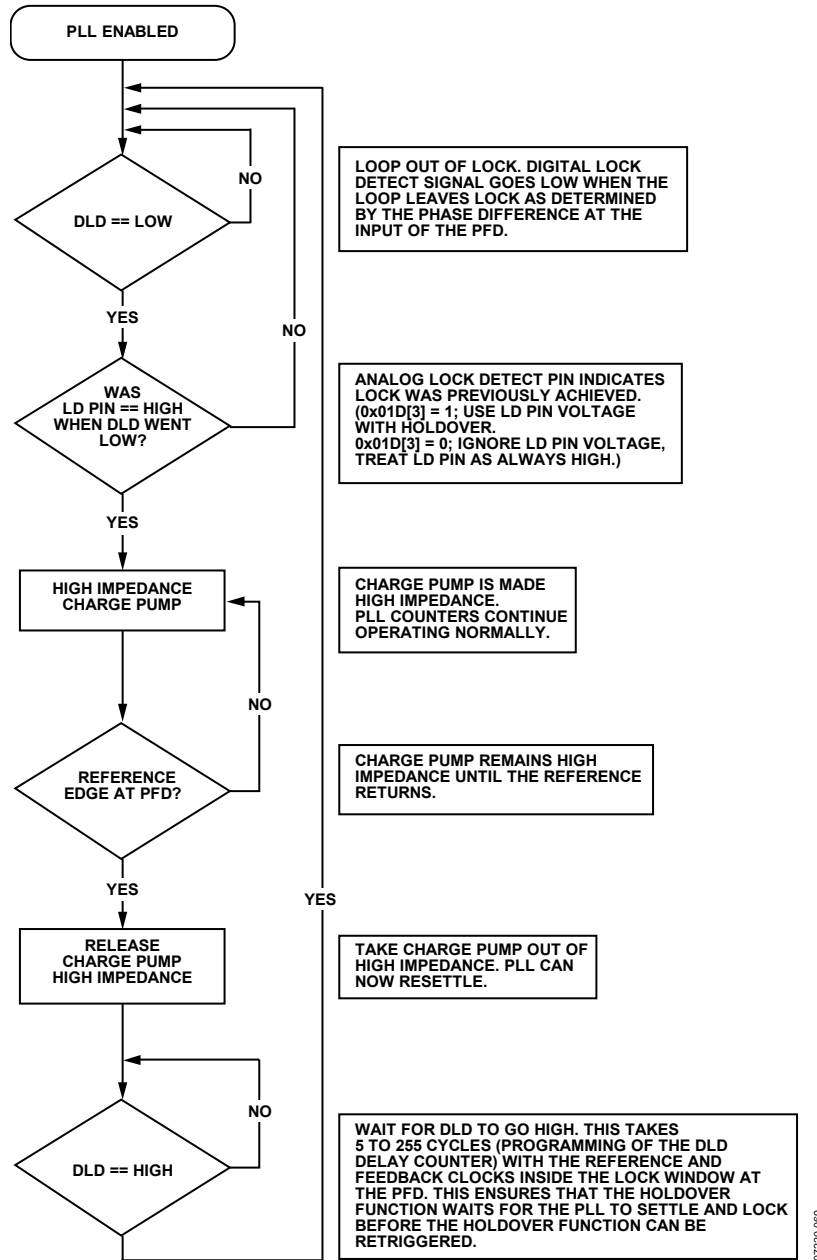 PLL ENABLED
NO
DLD == LOW
LOOP OUT OF LOCK. DIGITAL LOCK
DETECT SIGNAL GOES LOW WHEN THE
LOOP LEAVES LOCK AS DETERMINED
BY THE PHASE DIFFERENCE AT THE
INPUT OF THE PFD.
YES
NO
WAS
LD PIN == HIGH
WHEN DLD WENT
LOW?
ANALOG LOCK DETECT PIN INDICATES
LOCK WAS PREVIOUSLY ACHIEVED.
(0x01D[3] = 1; USE LD PIN VOLTAGE
WITH HOLDOVER.
0x01D[3] = 0; IGNORE LD PIN VOLTAGE,
TREAT LD PIN AS ALWAYS HIGH.)
YES
HIGH IMPEDANCE
CHARGE PUMP
CHARGE PUMP IS MADE
HIGH IMPEDANCE.
PLL COUNTERS CONTINUE
OPERATING NORMALLY.
NO
REFERENCE
EDGE AT PFD?
CHARGE PUMP REMAINS HIGH
IMPEDANCE UNTIL THE REFERENCE
RETURNS.
YES
YES
RELEASE
CHARGE PUMP
HIGH IMPEDANCE
TAKE CHARGE PUMP OUT OF
HIGH IMPEDANCE. PLL CAN
NOW RESETTLE.
NO
DLD == HIGH
WAIT FOR DLD TO GO HIGH. THIS TAKES
5 TO 255 CYCLES (PROGRAMMING OF THE DLD
DELAY COUNTER) WITH THE REFERENCE AND
FEEDBACK CLOCKS INSIDE THE LOCK WINDOW AT
THE PFD. THIS ENSURES THAT THE HOLDOVER
FUNCTION WAITS FOR THE PLL TO SETTLE AND LOCK
BEFORE THE HOLDOVER FUNCTION CAN BE
RETRIGGERED.